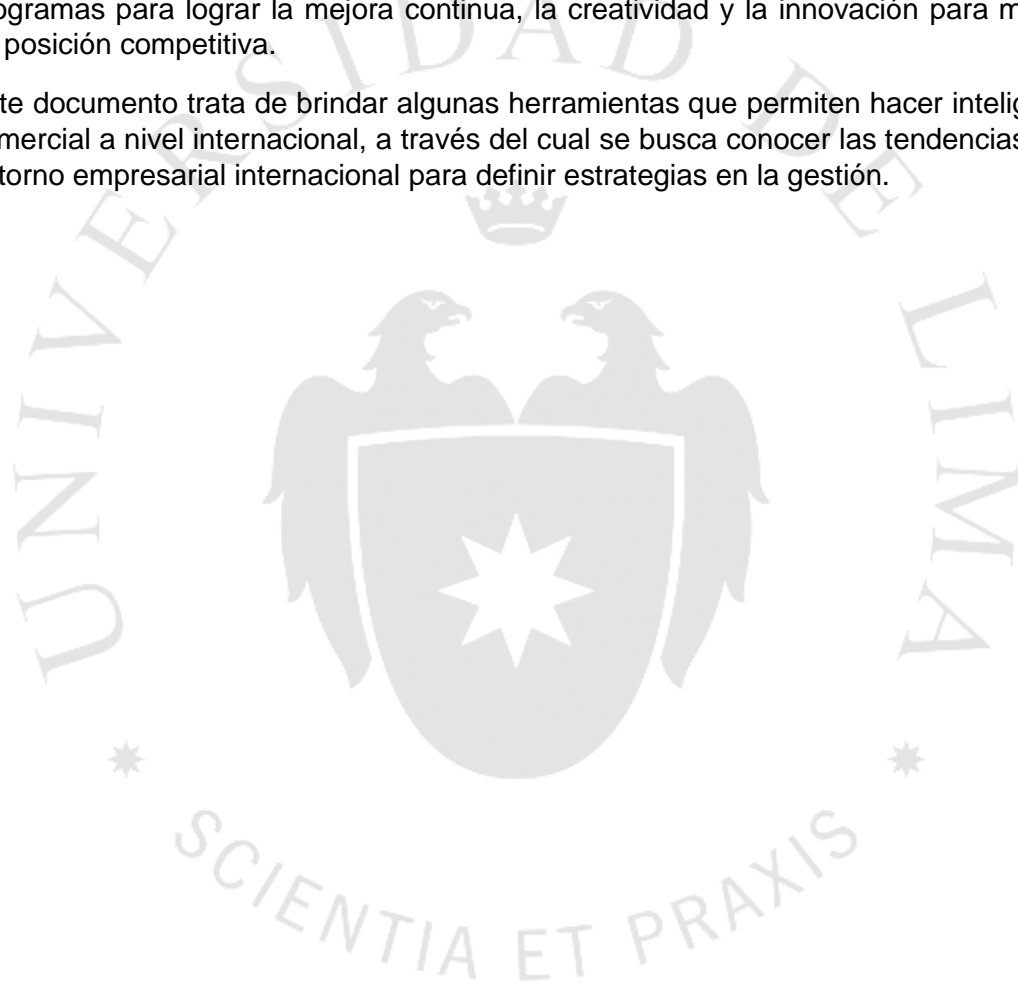 ogramas para lograr la mejora continua, la creatividad y la innovación para m
posición competitiva.
te documento trata de brindar algunas herramientas que permiten hacer intelig
mercial a nivel internacional, a través del cual se busca conocer las tendencias
torno empresarial internacional para definir estrategias en la gestión.
UNIVERSIDAD DE LIMA
SCIENTIA ET PRAXIS